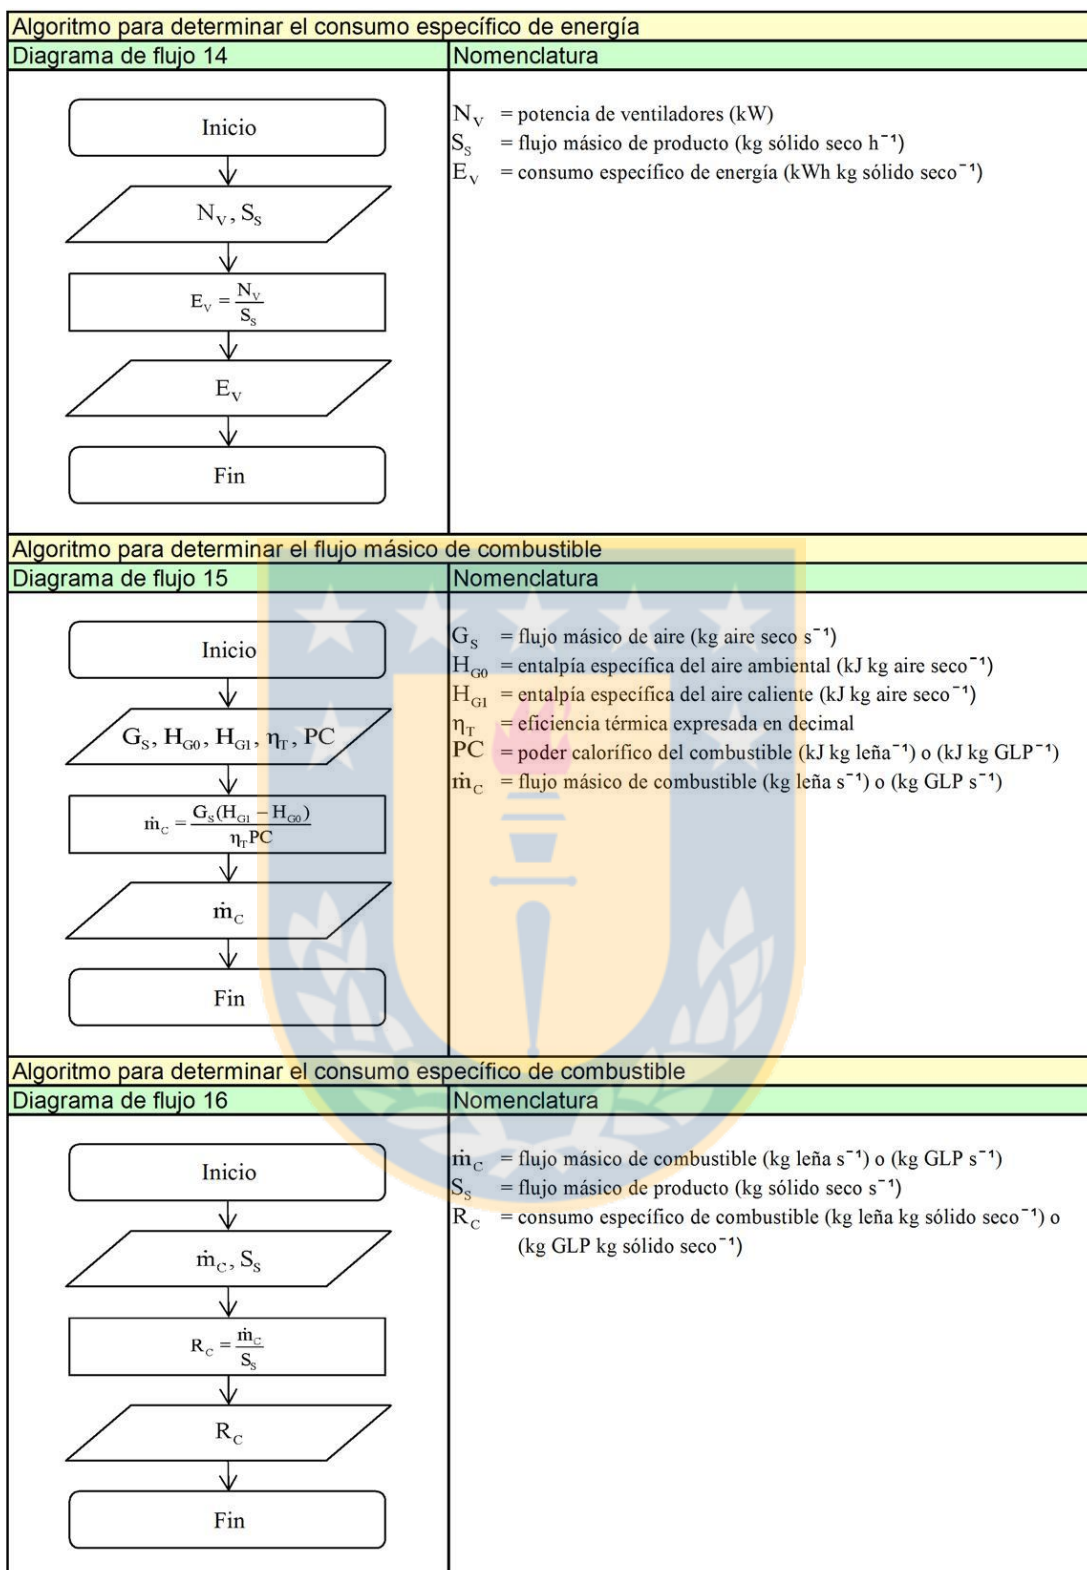 Algoritmo para determinar el consumo específico de energía
Diagrama de flujo 14
Nomenclatura
Inicio
N_V, S_S
E_V = N_V / S_S
E_V
Fin
N_V = potencia de ventiladores (kW)
S_S = flujo másico de producto (kg sólido seco h⁻¹)
E_V = consumo específico de energía (kWh kg sólido seco⁻¹)
Algoritmo para determinar el flujo másico de combustible
Diagrama de flujo 15
Nomenclatura
Inicio
G_S, H_G0, H_G1, η_T, PC
ṁ_C = G_S(H_G1 − H_G0) / η_T PC
ṁ_C
Fin
G_S = flujo másico de aire (kg aire seco s⁻¹)
H_G0 = entalpía específica del aire ambiental (kJ kg aire seco⁻¹)
H_G1 = entalpía específica del aire caliente (kJ kg aire seco⁻¹)
η_T = eficiencia térmica expresada en decimal
PC = poder calorífico del combustible (kJ kg leña⁻¹) o (kJ kg GLP⁻¹)
ṁ_C = flujo másico de combustible (kg leña s⁻¹) o (kg GLP s⁻¹)
Algoritmo para determinar el consumo específico de combustible
Diagrama de flujo 16
Nomenclatura
Inicio
ṁ_C, S_S
R_C = ṁ_C / S_S
R_C
Fin
ṁ_C = flujo másico de combustible (kg leña s⁻¹) o (kg GLP s⁻¹)
S_S = flujo másico de producto (kg sólido seco s⁻¹)
R_C = consumo específico de combustible (kg leña kg sólido seco⁻¹) o
(kg GLP kg sólido seco⁻¹)